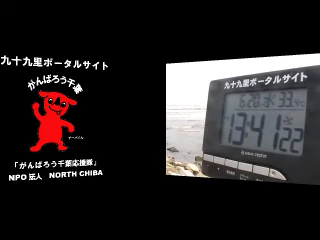 九十九里ポータルサイト
がんばろう千葉
チーバくん
「がんばろう千葉応援隊」
NPO 法人 NORTH CHIBA
九十九里ポータルサイト
6.20 水 33
13:41 22